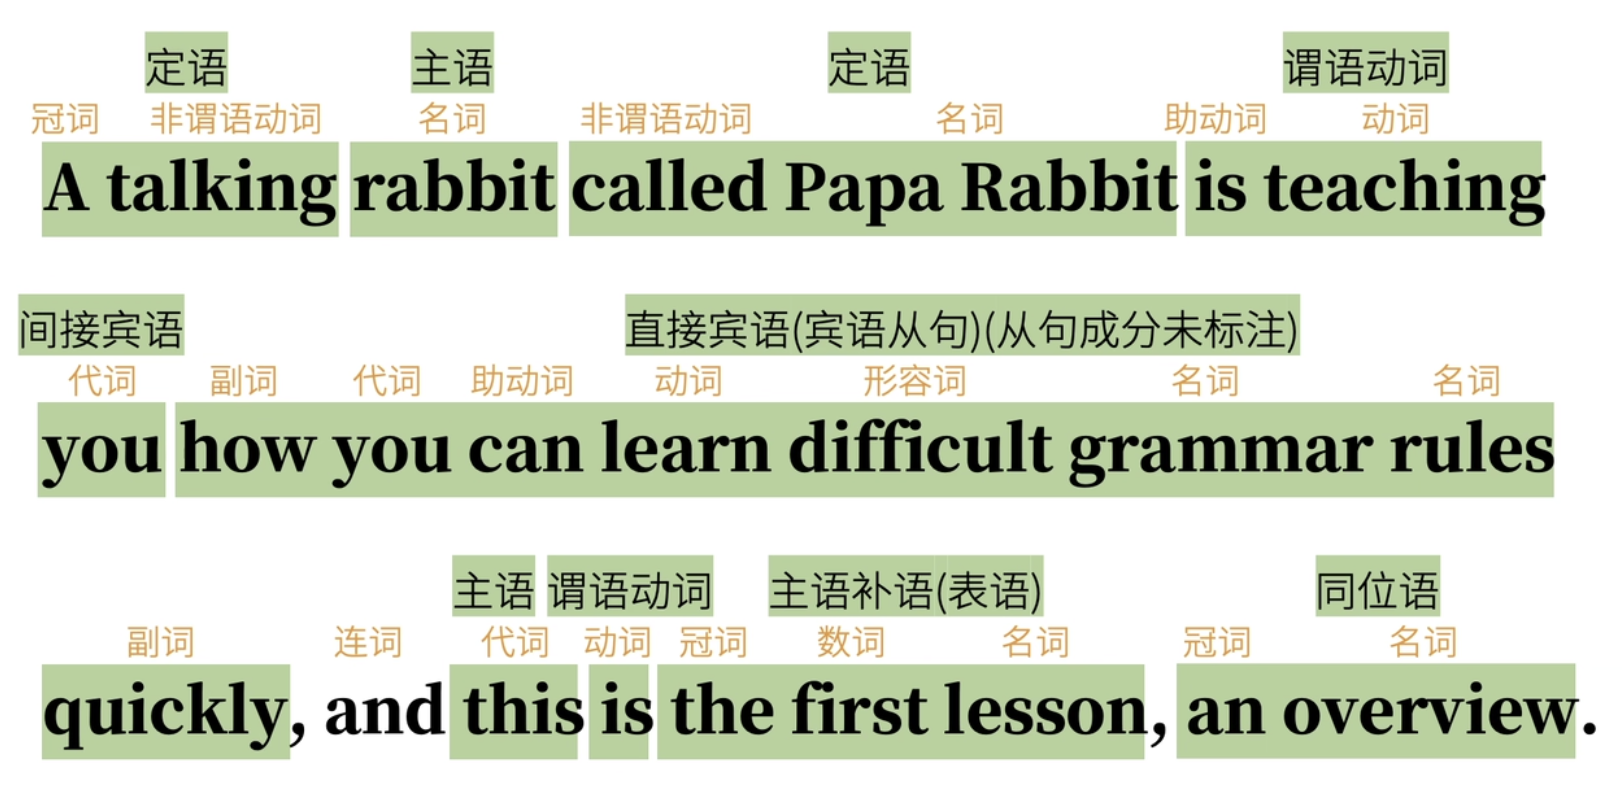 定语 主语 定语 谓语动词
冠词 非谓语动词 名词 非谓语动词 名词 助动词 动词
A talking rabbit called Papa Rabbit is teaching
间接宾语 直接宾语(宾语从句)(从句成分未标注)
代词 副词 代词 助动词 动词 形容词 名词 名词
you how you can learn difficult grammar rules
主语 谓语动词 主语补语(表语) 同位语
副词 连词 代词 动词 冠词 数词 名词 冠词 名词
quickly, and this is the first lesson, an overview.